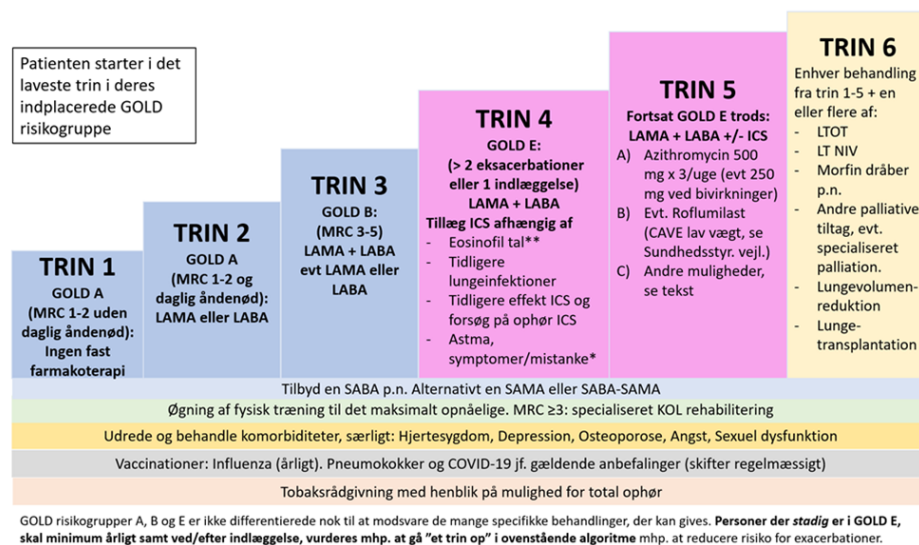 Patienten starter i det
laveste trin i deres
indplacerede GOLD
risikogruppe
TRIN 1
GOLD A
(MRC 1-2 uden
daglig åndenød):
Ingen fast
farmakoterapi
TRIN 2
GOLD A
(MRC 1-2 og
daglig åndenød):
LAMA eller LABA
TRIN 3
GOLD B:
(MRC 3-5)
LAMA + LABA
evt LAMA eller
LABA
TRIN 4
GOLD E:
(> 2 eksacerbationer
eller 1 indlæggelse)
LAMA + LABA
Tillæg ICS afhængig af
- Eosinofil tal**
- Tidligere
lungeinfektioner
- Tidligere effekt ICS og
forsøg på ophør ICS
- Astma,
symptomer/mistanke*
TRIN 5
Fortsat GOLD E trods:
LAMA + LABA +/- ICS
A) Azithromycin 500
mg x 3/uge (evt 250
mg ved bivirkninger)
B) Evt. Roflumilast
(CAVE lav vægt, se
Sundhedsstyr. vejl.)
C) Andre muligheder,
se tekst
TRIN 6
Enhver behandling
fra trin 1-5 + en
eller flere af:
- LTOT
- LT NIV
- Morfin dråber
p.n.
- Andre palliative
tiltag, evt.
specialiseret
palliation.
- Lungevolumen-
reduktion
- Lunge-
transplantation
Tilbyd en SABA p.n. Alternativt en SAMA eller SABA-SAMA
Øgning af fysisk træning til det maksimalt opnåelige. MRC ≥3: specialiseret KOL rehabilitering
Udrede og behandle komorbiditeter, særligt: Hjertesygdom, Depression, Osteoporose, Angst, Sexuel dysfunktion
Vaccinationer: Influenza (årligt). Pneumokokker og COVID-19 jf. gældende anbefalinger (skifter regelmæssigt)
Tobaksrådgivning med henblik på mulighed for total ophør
GOLD risikogrupper A, B og E er ikke differentierede nok til at modsvare de mange specifikke behandlinger, der kan gives. Personer der stadig er i GOLD E,
skal minimum årligt samt ved/efter indlæggelse, vurderes mhp. at gå ”et trin op” i ovenstående algoritme mhp. at reducere risiko for exacerbationer.